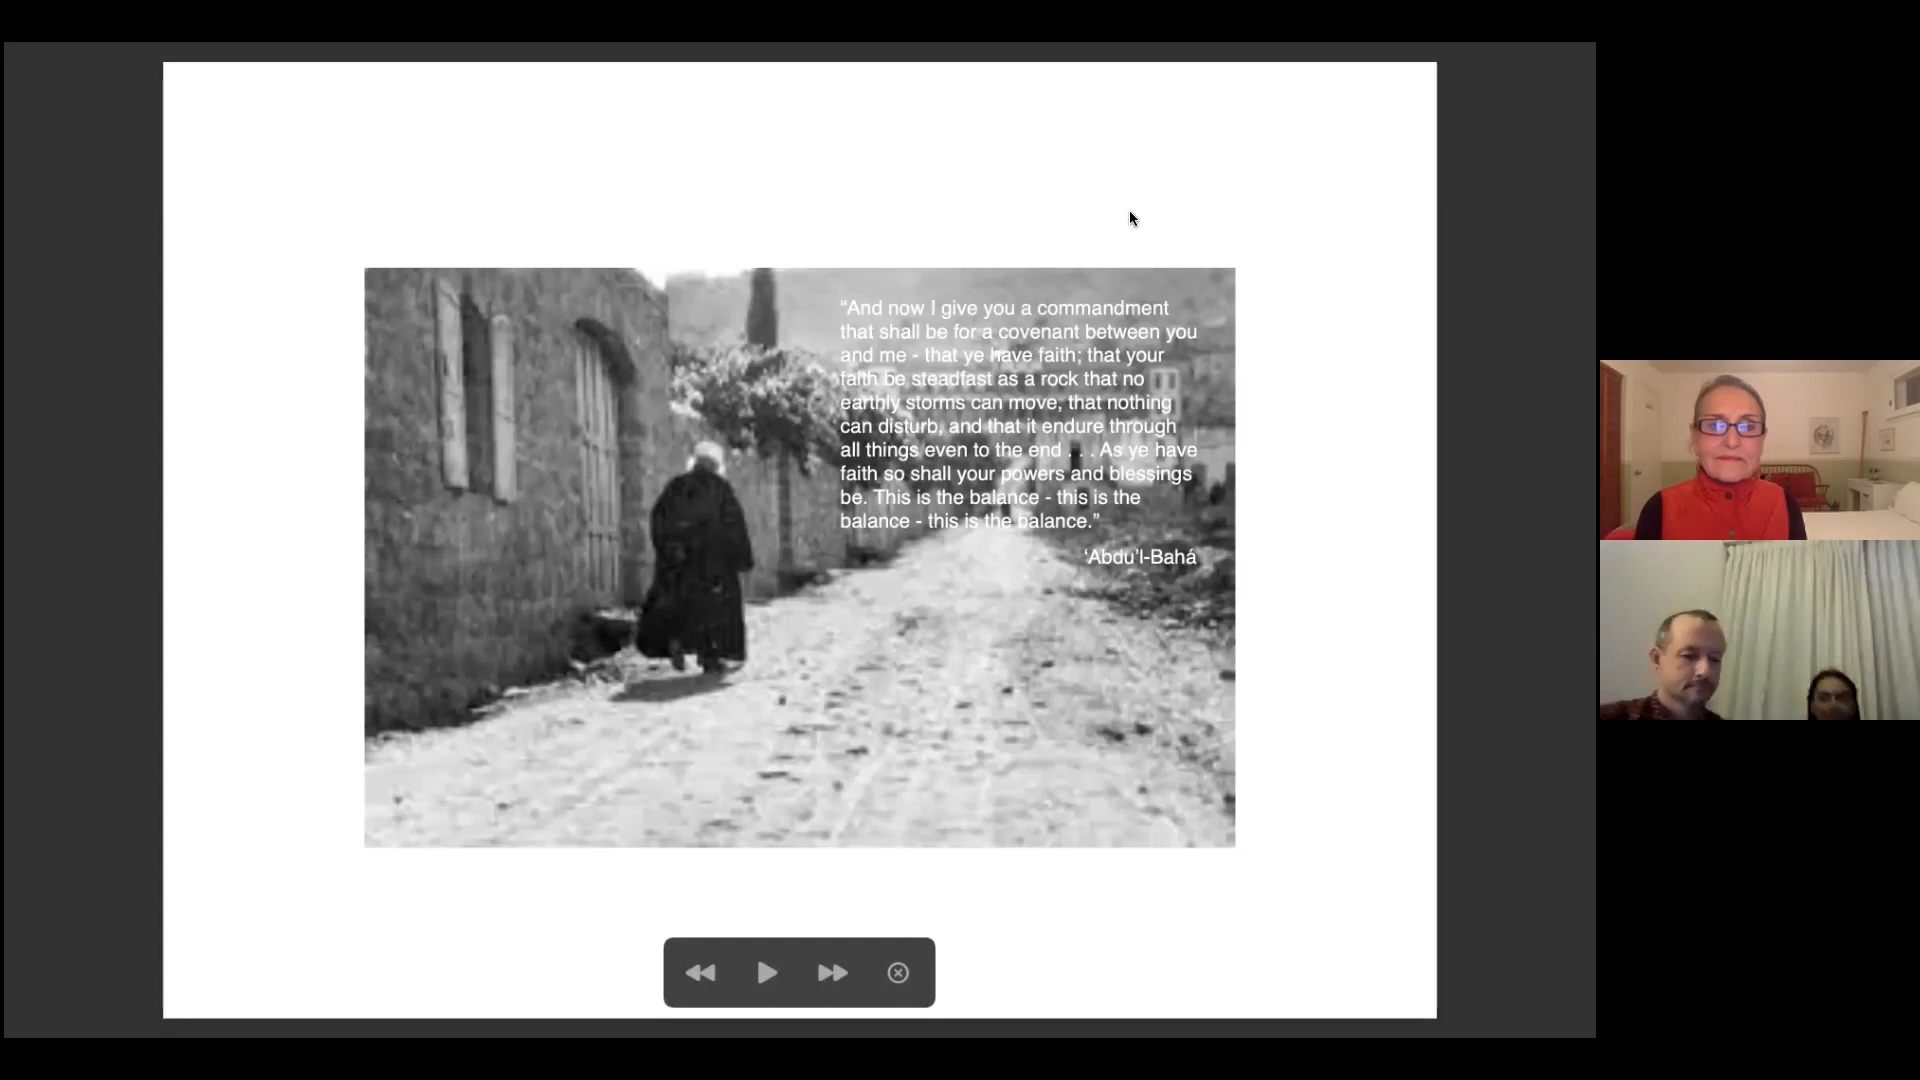 “And now I give you a commandment
that shall be for a covenant between you
and me - that ye have faith; that your
faith be steadfast as a rock that no
earthly storms can move, that nothing
can disturb, and that it endure through
all things even to the end . . . As ye have
faith so shall your powers and blessings
be. This is the balance - this is the
balance - this is the balance.”
‘Abdu’l-Bahá